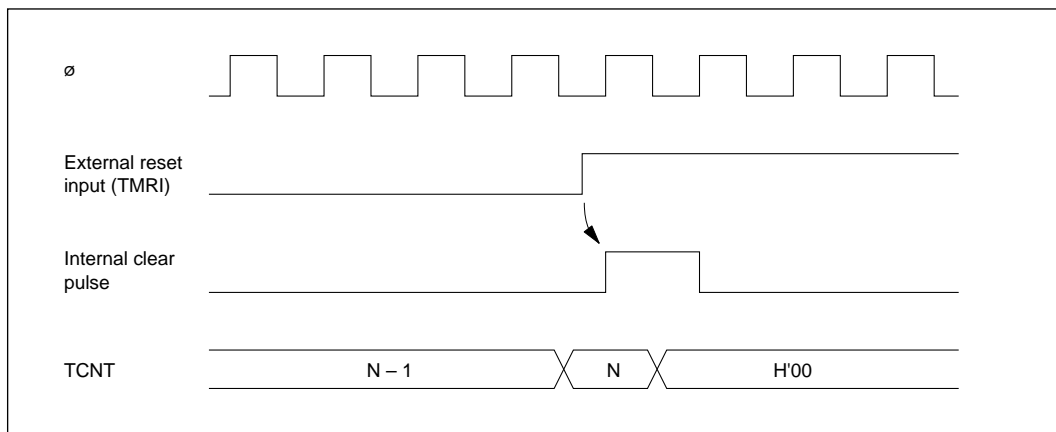 ø
External reset
input (TMRI)
Internal clear
pulse
TCNT
N – 1
N
H'00